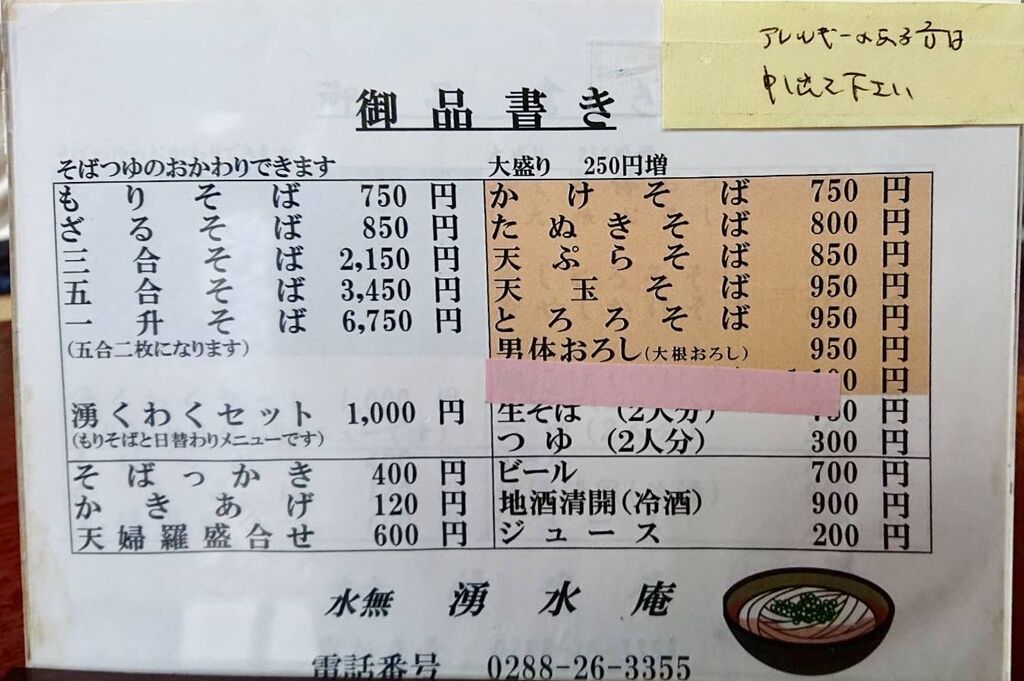 アレルギーのある方は
申し出て下さい
御品書き
そばつゆのおかわりできます
もりそば 750円
ざるそば 850円
三合そば 2,150円
五合そば 3,450円
一升そば 6,750円
(五合二枚になります)
湧くわくセット 1,000円
(もりそばと日替わりメニューです)
そばっかき 400円
かきあげ 120円
天婦羅盛合せ 600円
大盛り 250円増
かけそば 750円
たぬきそば 800円
天ぷらそば 850円
天玉そば 950円
とろろそば 950円
男体おろし(大根おろし) 950円
円
生そば (2人分) 円
つゆ (2人分) 300円
ビール 700円
地酒清開(冷酒) 900円
ジュース 200円
水無 湧水庵
電話番号 0288-26-3355